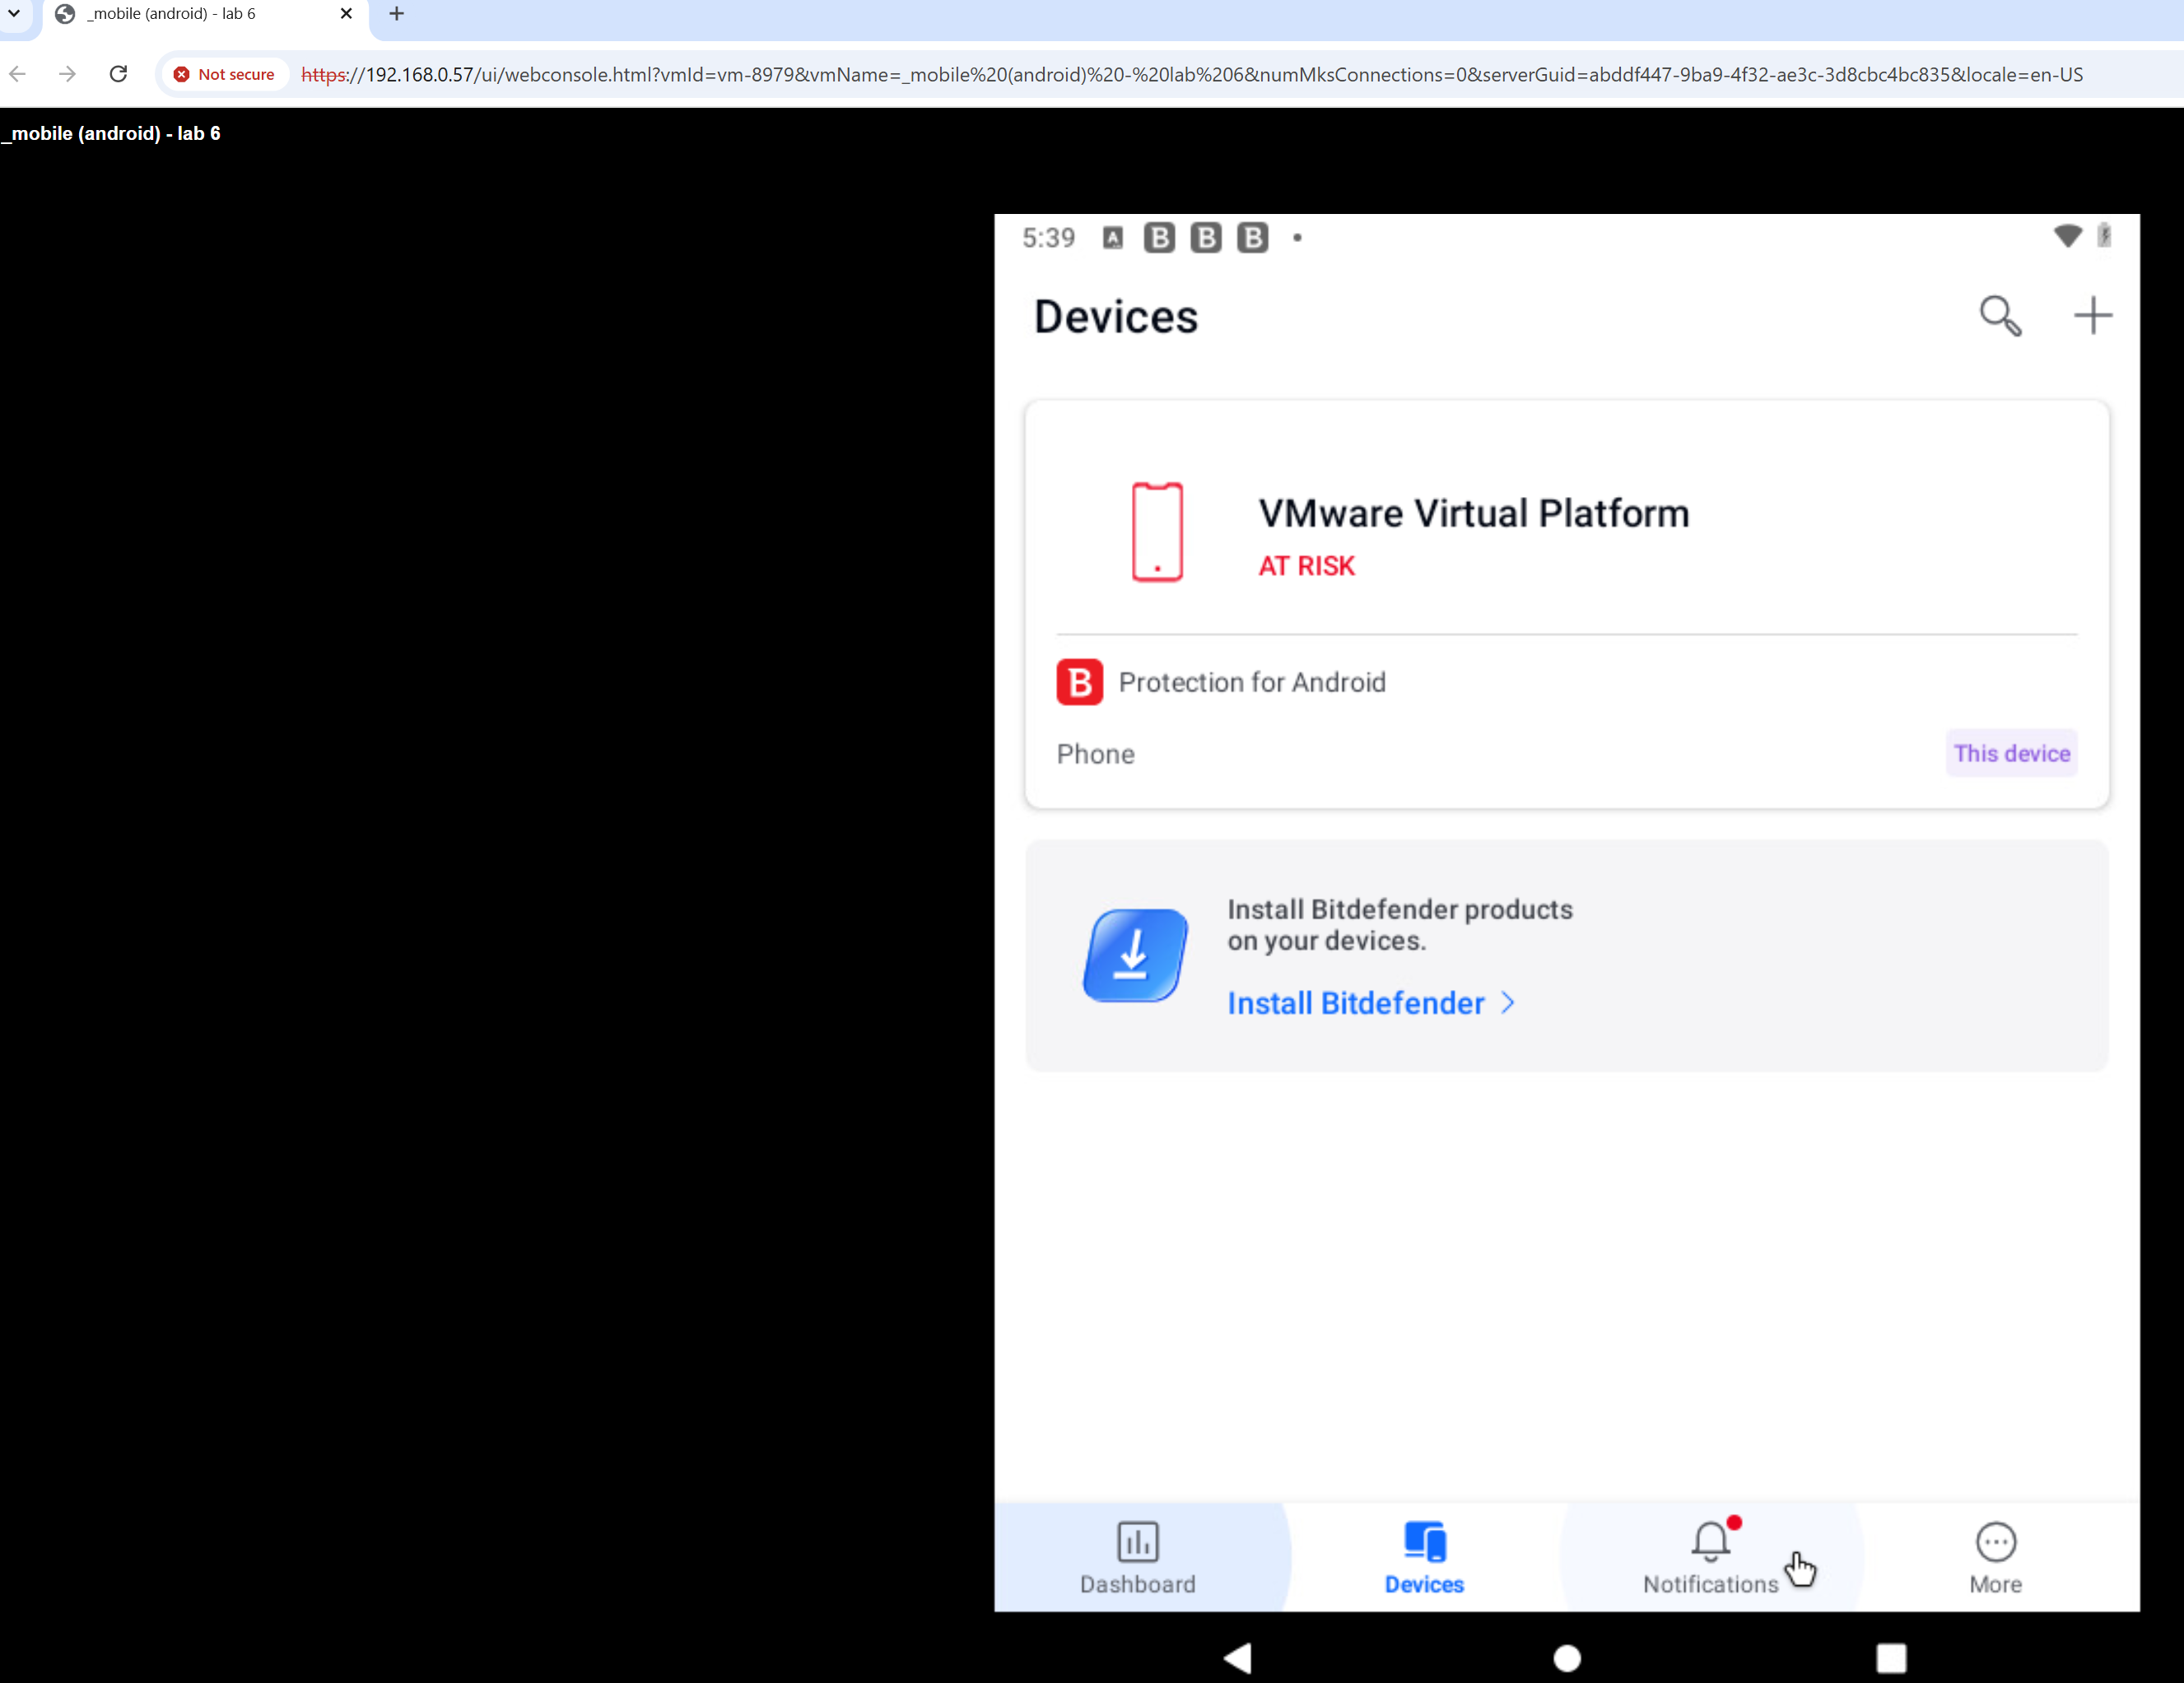 _mobile (android) - lab 6
Not secure
https://192.168.0.57/ui/webconsole.html?vmId=vm-8979&vmName=_mobile%20(android)%20-%20lab%206&numMksConnections=0&serverGuid=abddf447-9ba9-4f32-ae3c-3d8cbc4bc835&locale=en-US
_mobile (android) - lab 6
5:39 A B B B
Devices
VMware Virtual Platform
AT RISK
B Protection for Android
Phone This device
Install Bitdefender products
on your devices.
Install Bitdefender
Dashboard Devices Notifications More